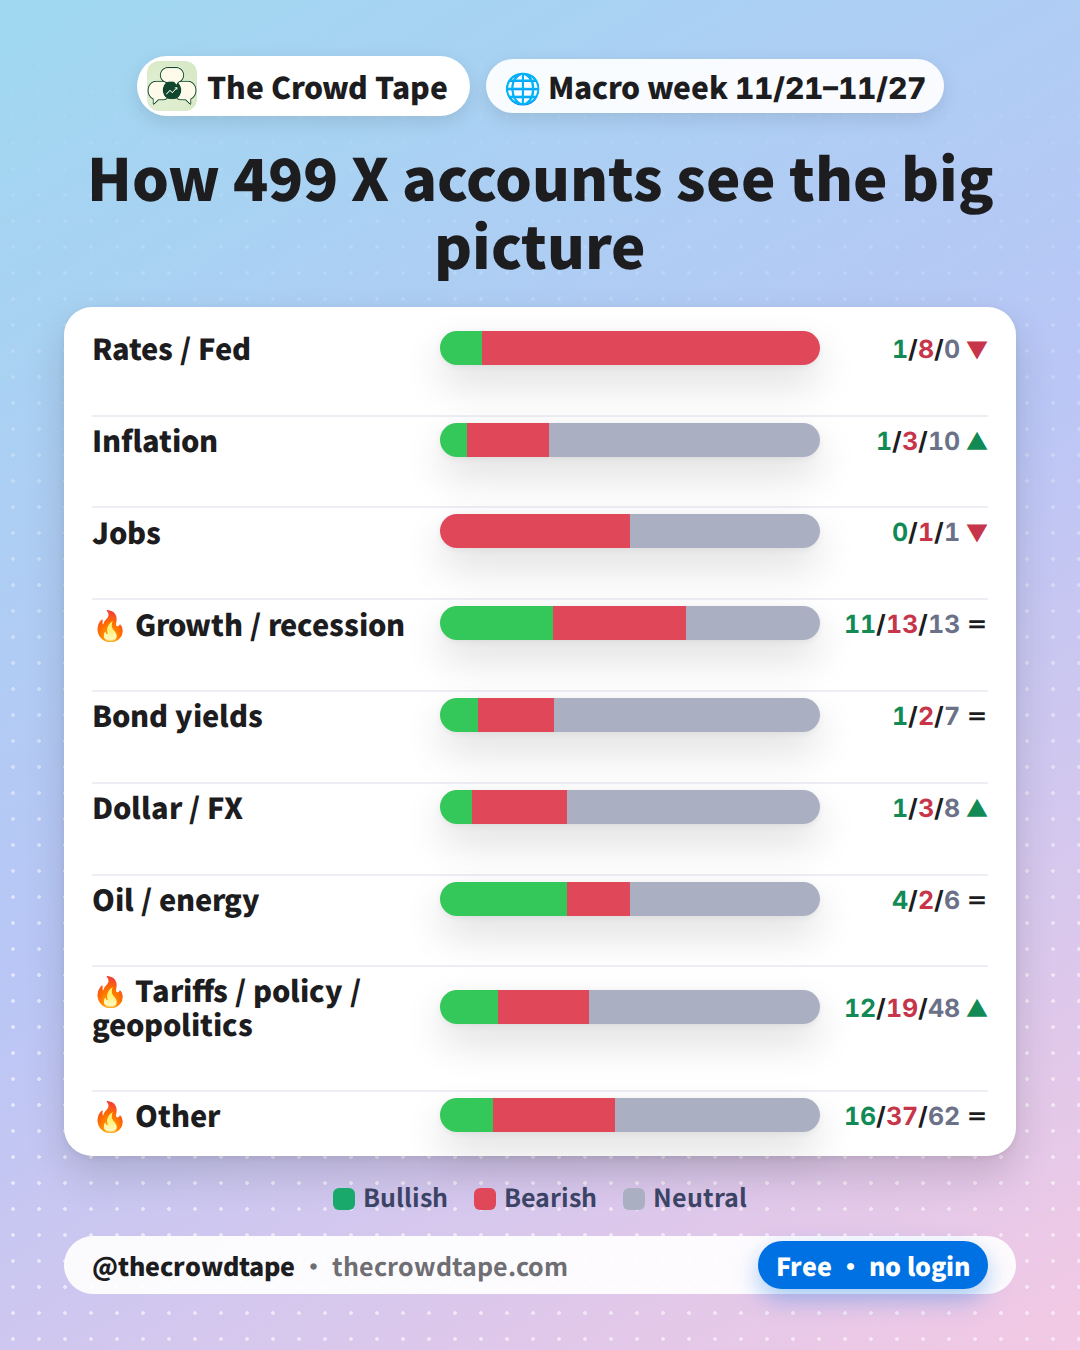 The Crowd Tape
🌐 Macro week 11/21–11/27
How 499 X accounts see the big
picture
Rates / Fed 1/8/0 ▼
Inflation 1/3/10 ▲
Jobs 0/1/1 ▼
🔥 Growth / recession 11/13/13 =
Bond yields 1/2/7 =
Dollar / FX 1/3/8 ▲
Oil / energy 4/2/6 =
🔥 Tariffs / policy /
geopolitics 12/19/48 ▲
🔥 Other 16/37/62 =
Bullish Bearish Neutral
@thecrowdtape • thecrowdtape.com Free • no login